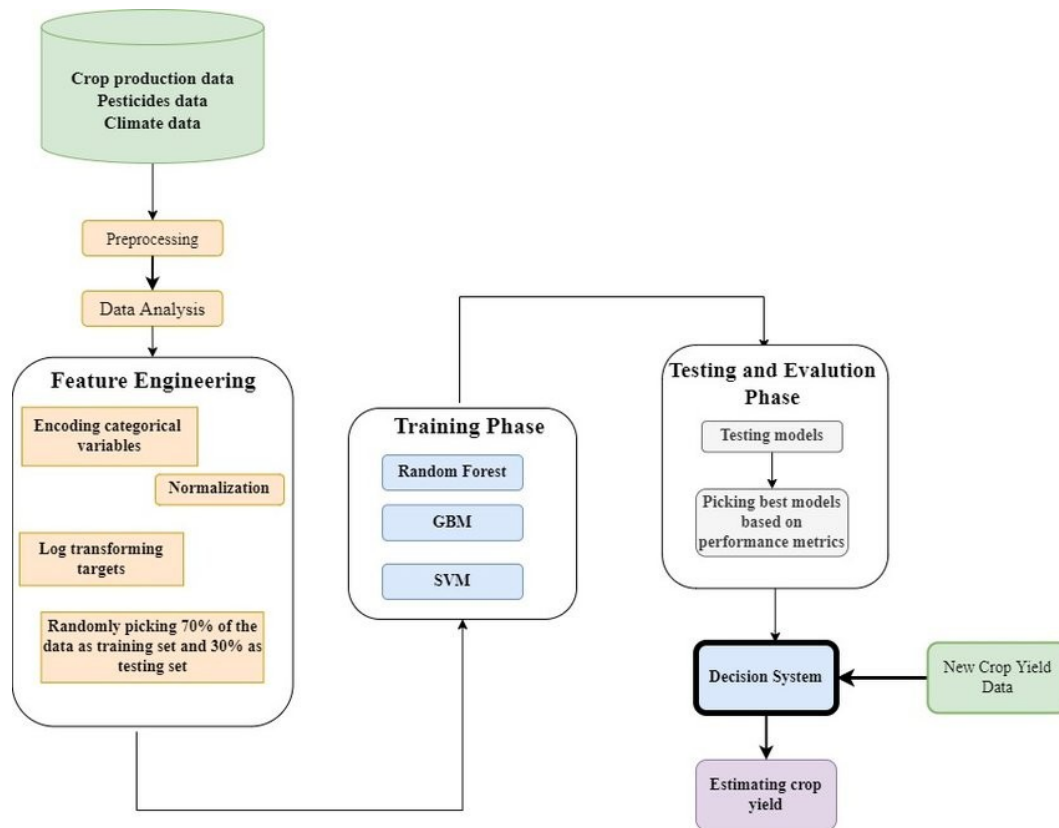 Crop production data
Pesticides data
Climate data
Preprocessing
Data Analysis
Feature Engineering
Encoding categorical
variables
Normalization
Log transforming
targets
Randomly picking 70% of the
data as training set and 30% as
testing set
Training Phase
Random Forest
GBM
SVM
Testing and Evalution
Phase
Testing models
Picking best models
based on
performance metrics
Decision System
New Crop Yield
Data
Estimating crop
yield